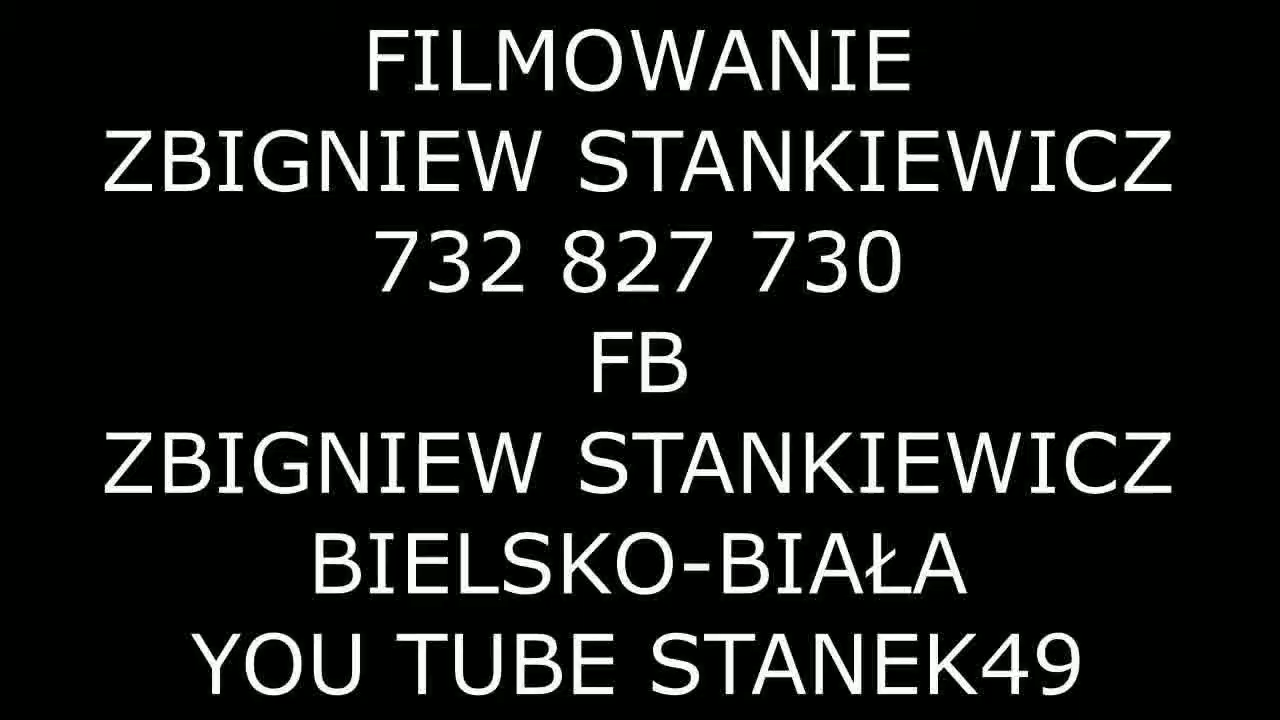 FILMOWANIE
ZBIGNIEW STANKIEWICZ
732 827 730
FB
ZBIGNIEW STANKIEWICZ
BIELSKO-BIAŁA
YOU TUBE STANEK49